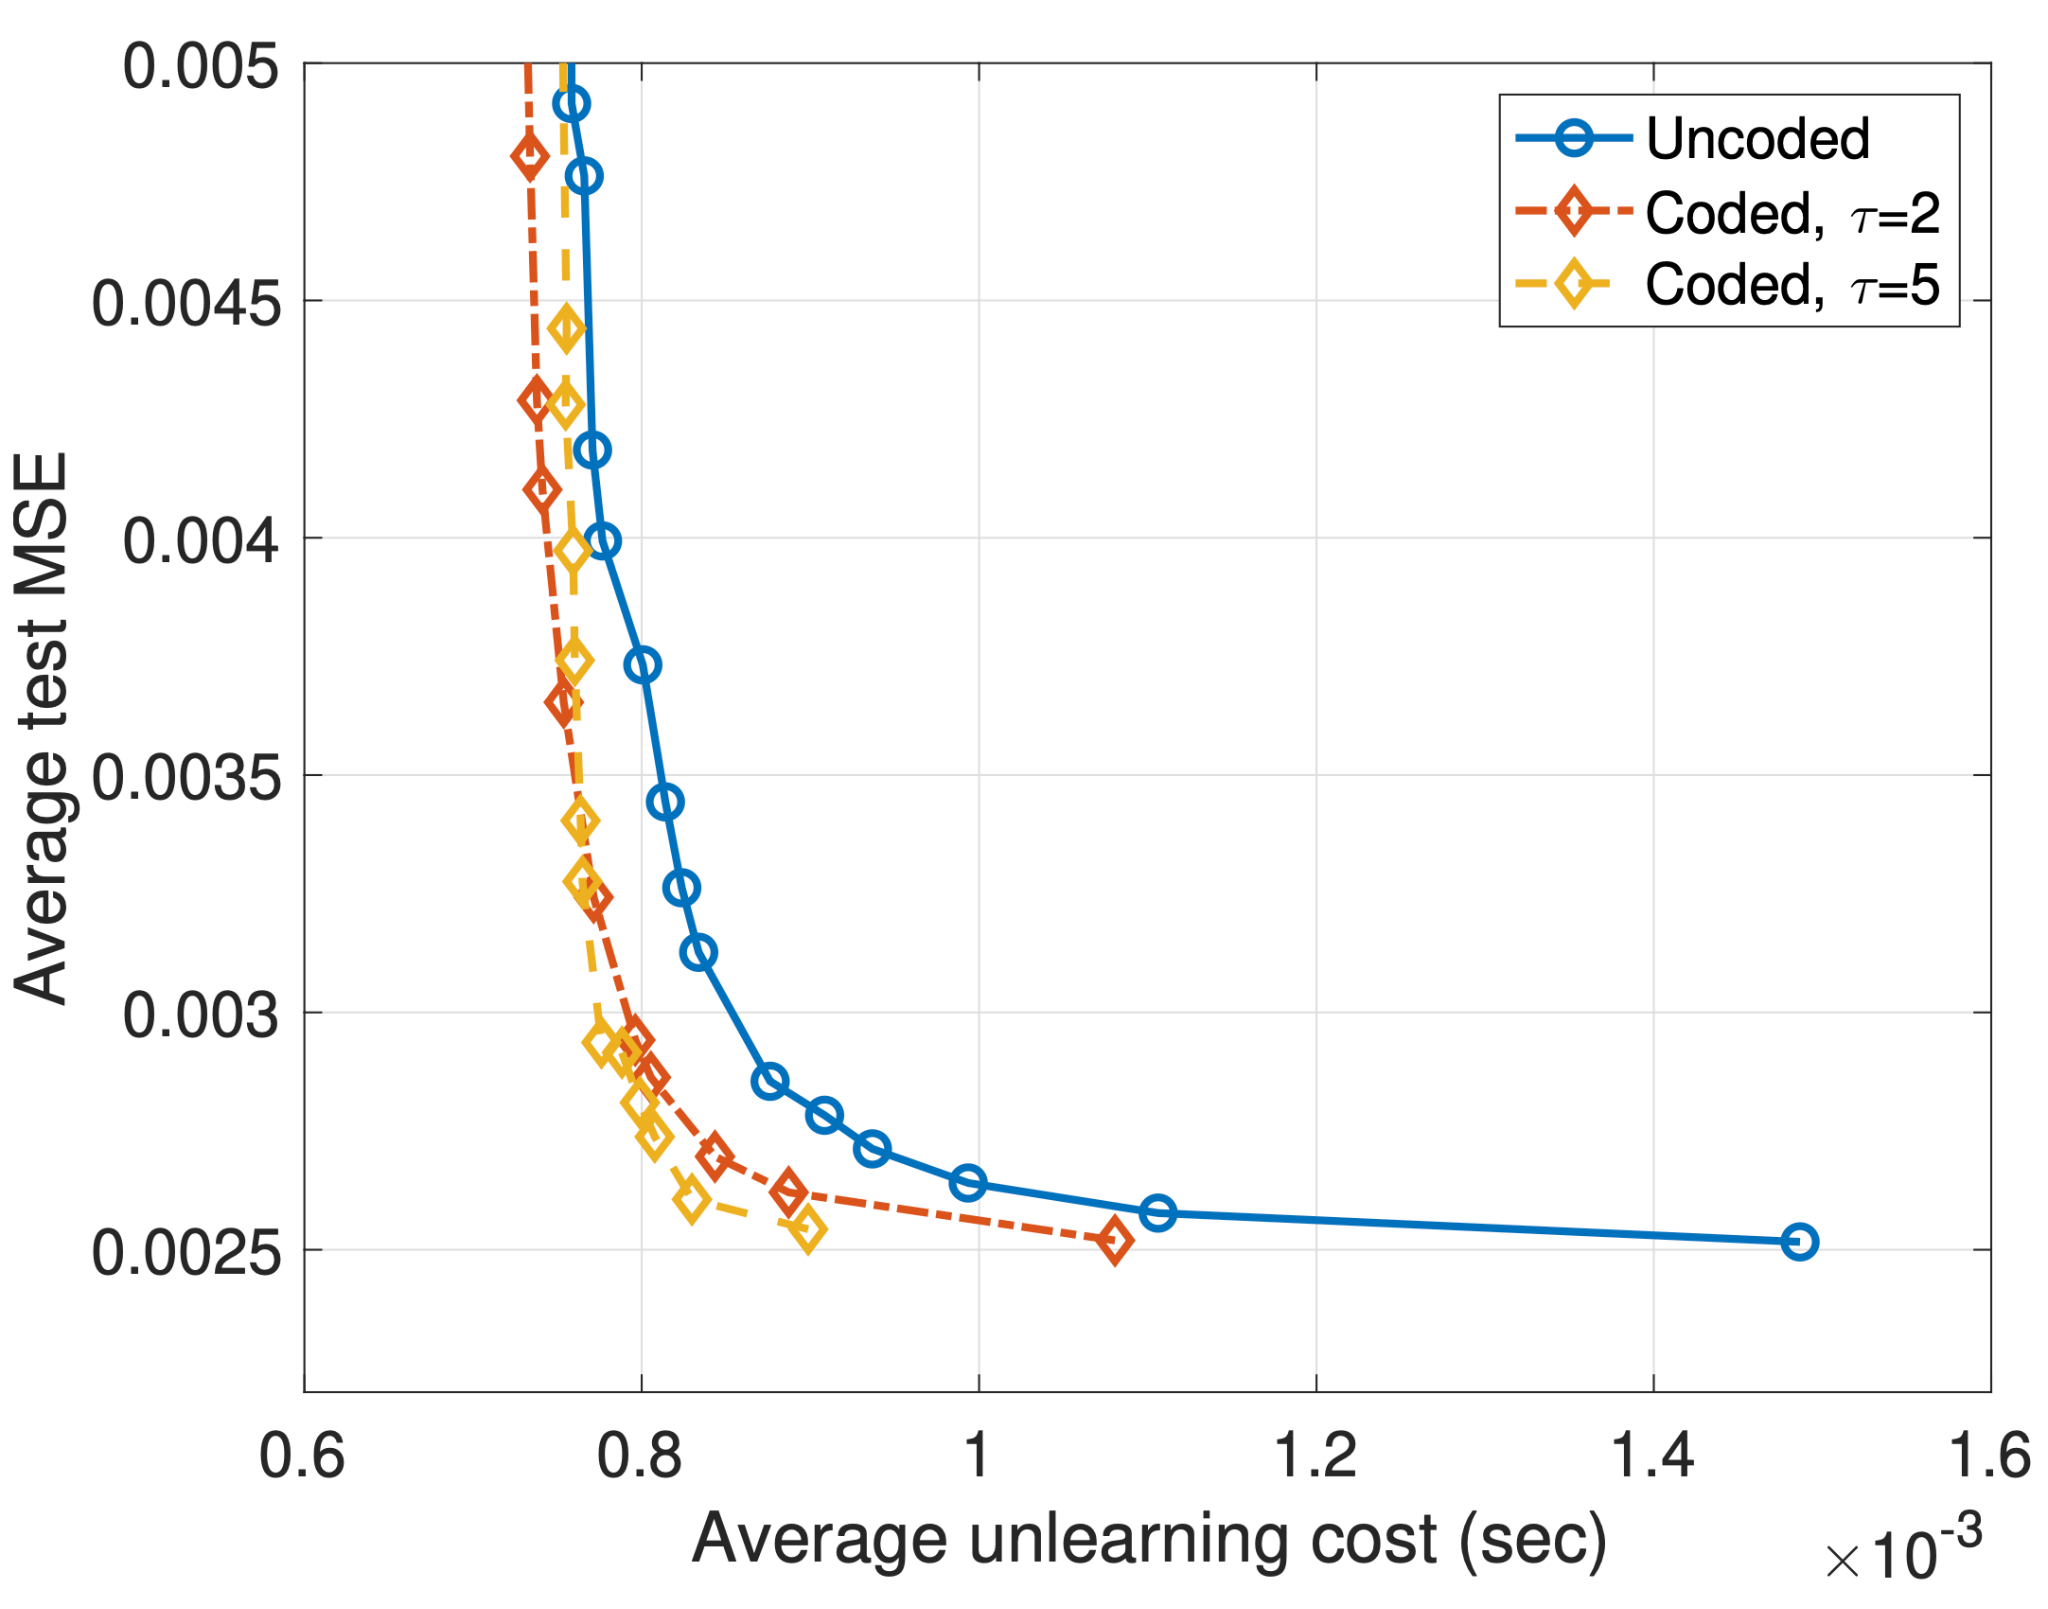 0.005
0.0045
0.004
0.0035
0.003
0.0025
Average test MSE
Uncoded
Coded, τ=2
Coded, τ=5
0.6 0.8 1 1.2 1.4 1.6
Average unlearning cost (sec)
×10⁻³